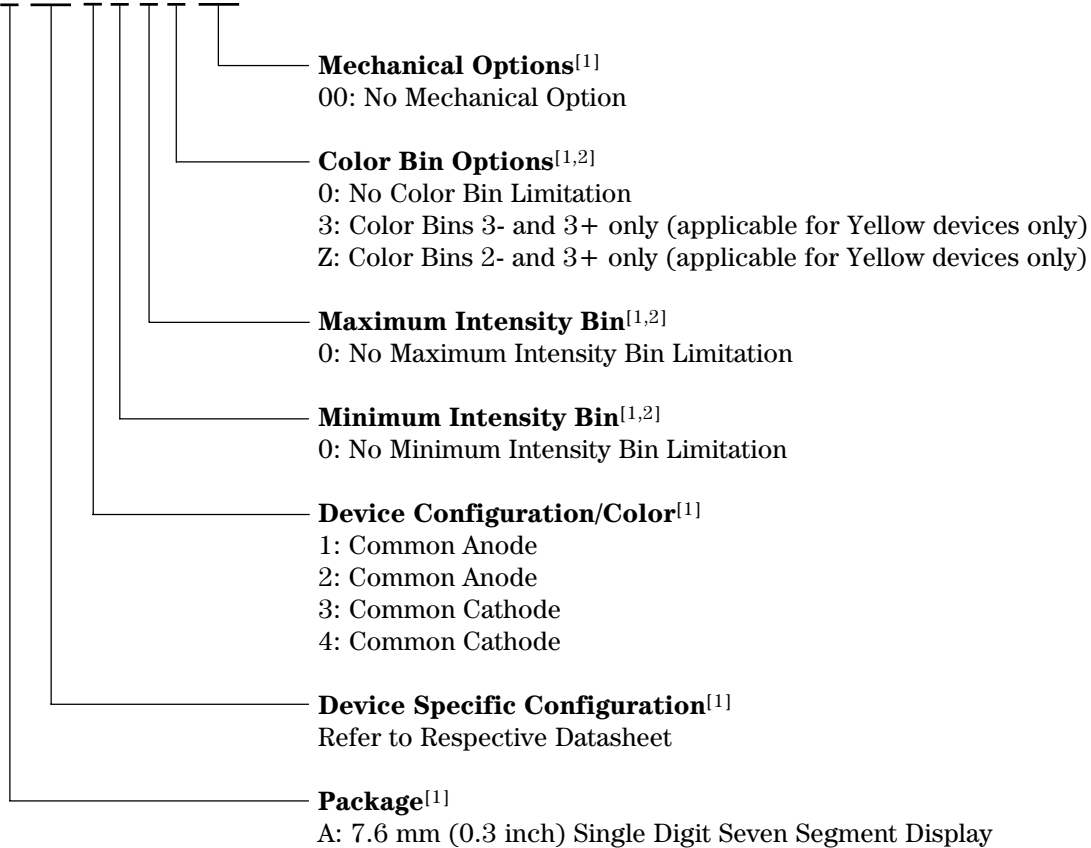 Mechanical Options[1]
00: No Mechanical Option
Color Bin Options[1,2]
0: No Color Bin Limitation
3: Color Bins 3- and 3+ only (applicable for Yellow devices only)
Z: Color Bins 2- and 3+ only (applicable for Yellow devices only)
Maximum Intensity Bin[1,2]
0: No Maximum Intensity Bin Limitation
Minimum Intensity Bin[1,2]
0: No Minimum Intensity Bin Limitation
Device Configuration/Color[1]
1: Common Anode
2: Common Anode
3: Common Cathode
4: Common Cathode
Device Specific Configuration[1]
Refer to Respective Datasheet
Package[1]
A: 7.6 mm (0.3 inch) Single Digit Seven Segment Display